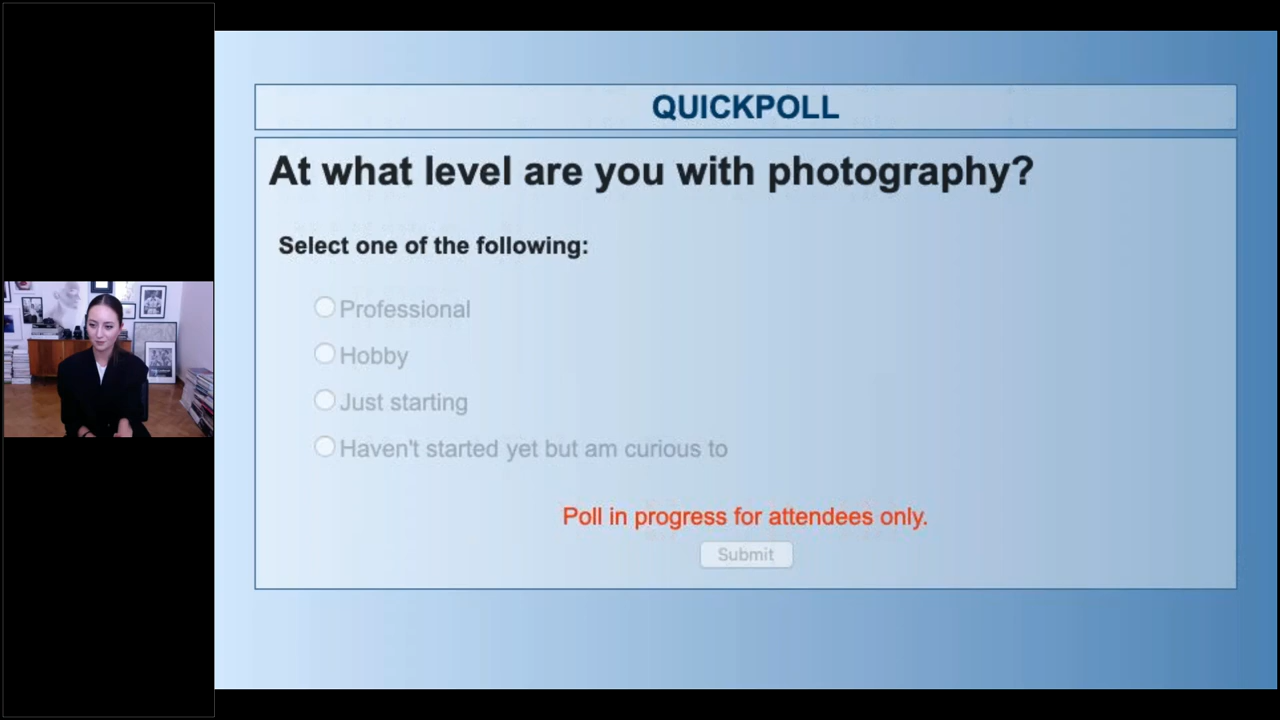 QUICKPOLL
At what level are you with photography?
Select one of the following:
Professional
Hobby
Just starting
Haven't started yet but am curious to
Poll in progress for attendees only.
Submit